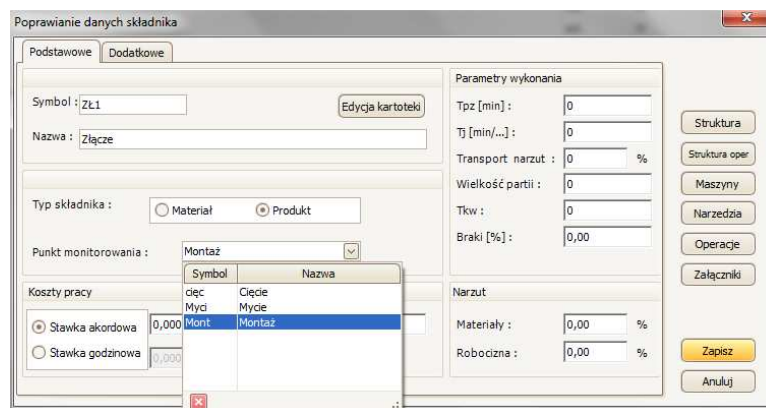 Poprawianie danych składnika
Podstawowe Dodatkowe
Symbol : ZŁ1 Edycja kartoteki
Nazwa : Złącze
Typ składnika : Materiał Produkt
Punkt monitorowania : Montaż
Symbol Nazwa
cięc Cięcie
Myci Mycie
Mont Montaż
Koszty pracy
Stawka akordowa 0,000
Stawka godzinowa 0,000
Parametry wykonania
Tpz [min] : 0
Tj [min/...] : 0
Transport narzut : 0 %
Wielkość partii : 0
Tkw : 0
Braki [%] : 0,00
Narzut
Materiały : 0,00 %
Robocizna : 0,00 %
Struktura
Struktura oper
Maszyny
Narzedzia
Operacje
Załączniki
Zapisz
Anuluj